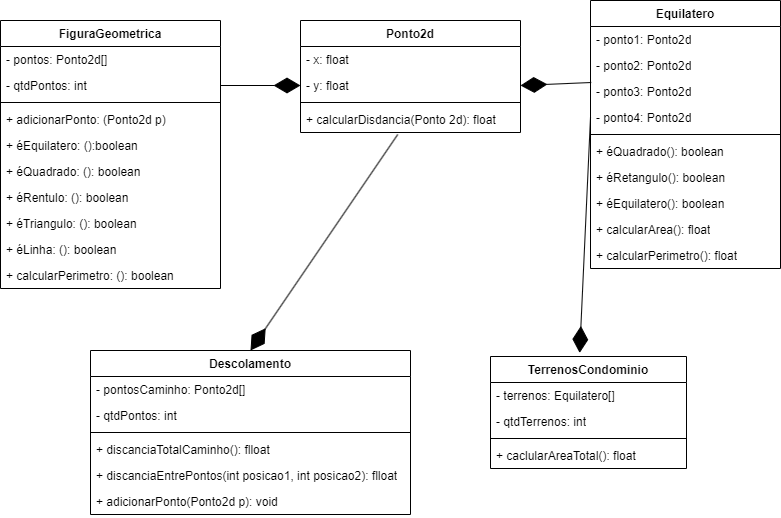 FiguraGeometrica
- pontos: Ponto2d[]
- qtdPontos: int
+ adicionarPonto: (Ponto2d p)
+ éEquilatero: ():boolean
+ éQuadrado: (): boolean
+ éRentulo: (): boolean
+ éTriangulo: (): boolean
+ éLinha: (): boolean
+ calcularPerimetro: (): boolean
Ponto2d
- x: float
- y: float
+ calcularDisdancia(Ponto 2d): float
Equilatero
- ponto1: Ponto2d
- ponto2: Ponto2d
- ponto3: Ponto2d
- ponto4: Ponto2d
+ éQuadrado(): boolean
+ éRetangulo(): boolean
+ éEquilatero(): boolean
+ calcularArea(): float
+ calcularPerimetro(): float
Descolamento
- pontosCaminho: Ponto2d[]
- qtdPontos: int
+ discanciaTotalCaminho(): flloat
+ discanciaEntrePontos(int posicao1, int posicao2): flloat
+ adicionarPonto(Ponto2d p): void
TerrenosCondominio
- terrenos: Equilatero[]
- qtdTerrenos: int
+ caclularAreaTotal(): float